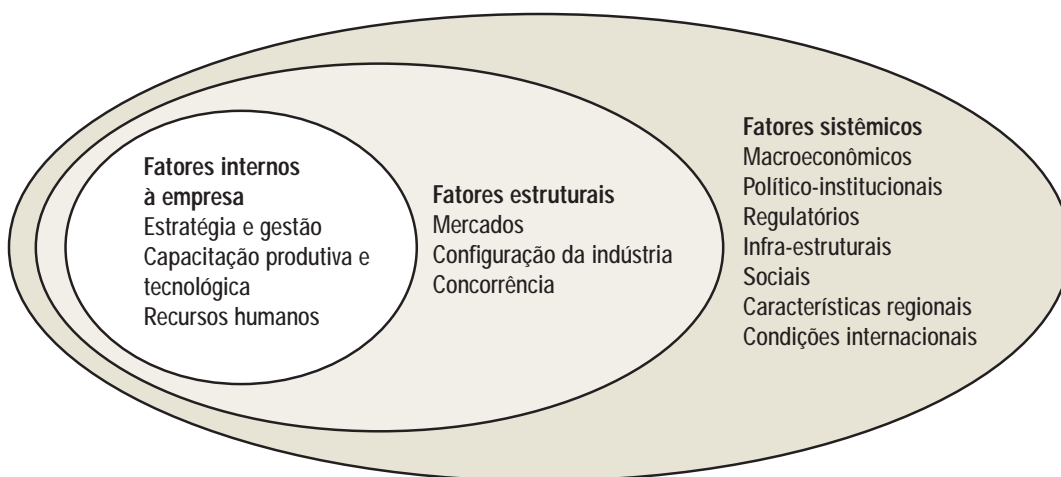 Fatores internos
à empresa
Estratégia e gestão
Capacitação produtiva e
tecnológica
Recursos humanos
Fatores estruturais
Mercados
Configuração da indústria
Concorrência
Fatores sistêmicos
Macroeconômicos
Político-institucionais
Regulatórios
Infra-estruturais
Sociais
Características regionais
Condições internacionais